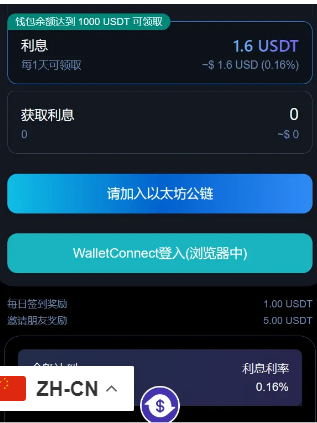 钱包余额达到 1000 USDT 可领取
利息 1.6 USDT
每1天可领取 ~$ 1.6 USD (0.16%)
获取利息 0
0 ~$ 0
请加入以太坊公链
WalletConnect登入(浏览器中)
每日签到奖励 1.00 USDT
邀请朋友奖励 5.00 USDT
利息利率
0.16%
ZH-CN
$